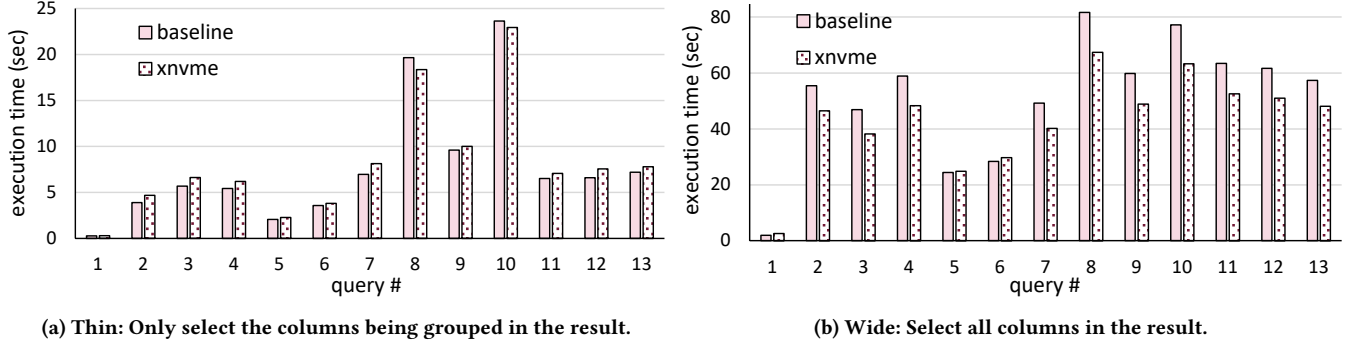 25
20
15
10
5
0
execution time (sec)
baseline
xnvme
1 2 3 4 5 6 7 8 9 10 11 12 13
query #
(a) Thin: Only select the columns being grouped in the result.
80
60
40
20
0
execution time (sec)
baseline
xnvme
1 2 3 4 5 6 7 8 9 10 11 12 13
query #
(b) Wide: Select all columns in the result.